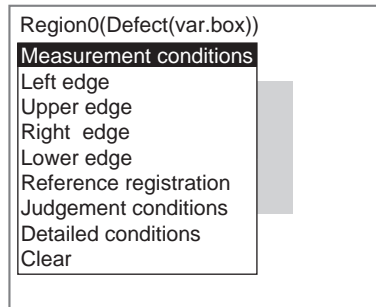 Region0(Defect(var.box))
Measurement conditions
Left edge
Upper edge
Right edge
Lower edge
Reference registration
Judgement conditions
Detailed conditions
Clear